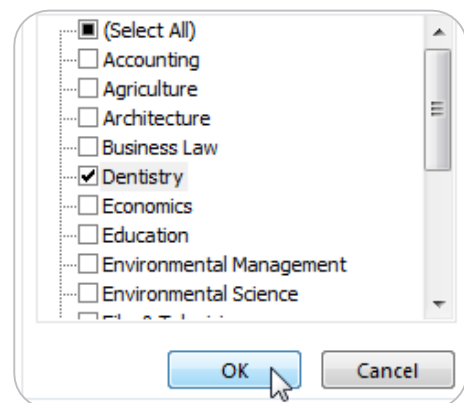 (Select All)
Accounting
Agriculture
Architecture
Business Law
Dentistry
Economics
Education
Environmental Management
Environmental Science
OK Cancel